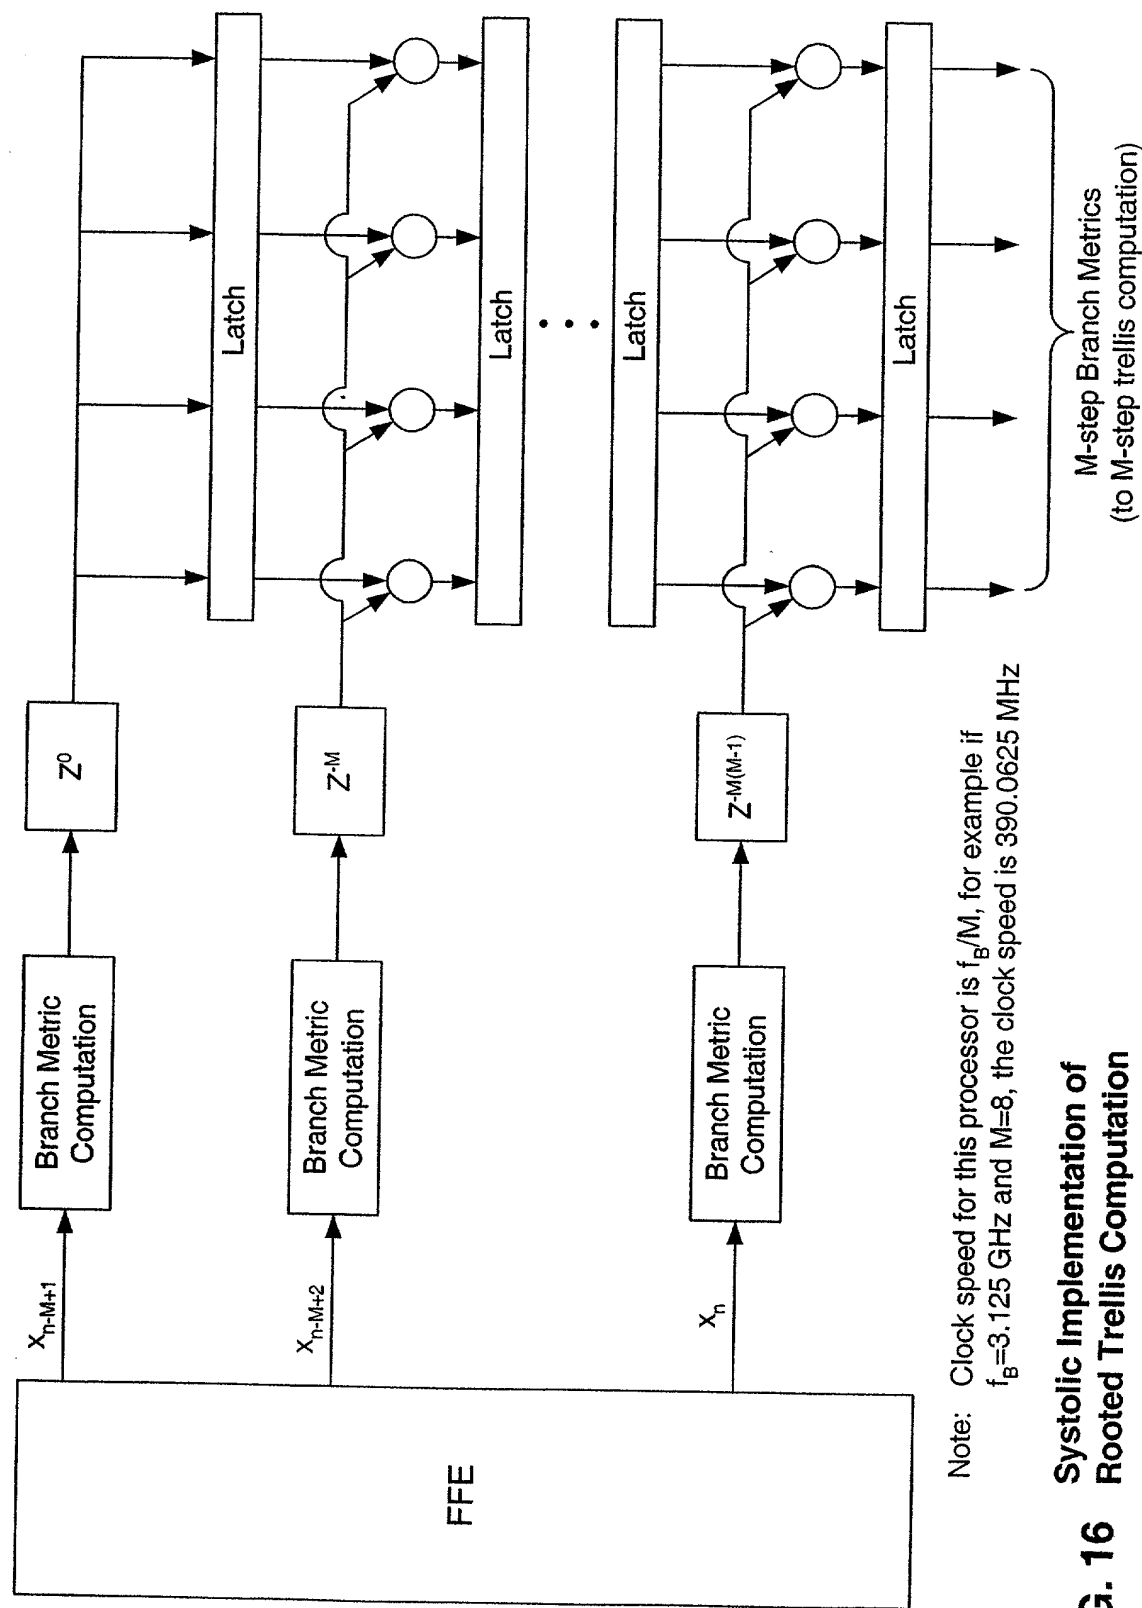 FFE
X_{n-M+1}
Branch Metric
Computation
Z^0
Latch
X_{n-M+2}
Branch Metric
Computation
Z^{-M}
Latch
• • •
Latch
X_n
Branch Metric
Computation
Z^{-M(M-1)}
Latch
M-step Branch Metrics
(to M-step trellis computation)
Note: Clock speed for this processor is f_B/M, for example if
f_B=3.125 GHz and M=8, the clock speed is 390.0625 MHz
G. 16 Systolic Implementation of
Rooted Trellis Computation